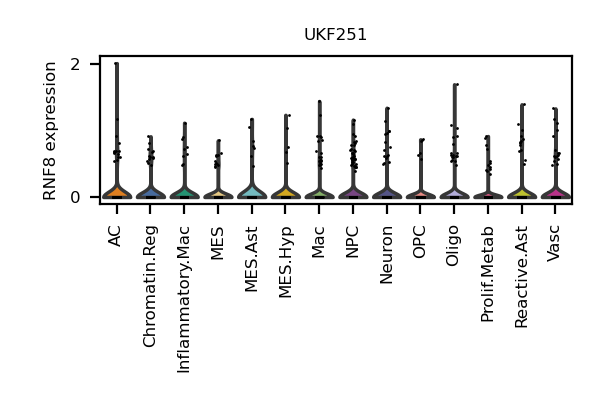 UKF251
RNF8 expression
2
0
AC
Chromatin.Reg
Inflammatory.Mac
MES
MES.Ast
MES.Hyp
Mac
NPC
Neuron
OPC
Oligo
Prolif.Metab
Reactive.Ast
Vasc